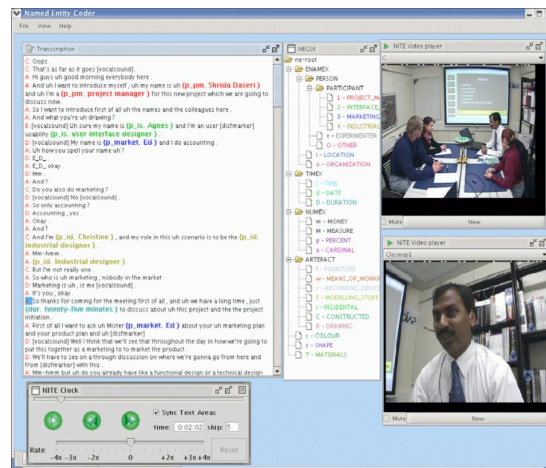 Named Entity Coder
File View Help
Transcription
C: Oops .
C: That's as far as it goes [vocalsound] .
A: Hi guys uh good morning everybody here .
A: And uh I want to introduce myself , uh my name is uh (p_pm. Shrida Daseri )
and uh I'm a (p_pm. project manager ) for this new project which we are going to
discuss now.
A: So I want to introduce first of all uh the names and the colleagues here .
A: And what you're uh drawing ?
B: [vocalsound] Uh sure my name is (p_is. Agnes ) and I'm an user [disfmarker]
usability (p_is. user interface designer ) .
D: [vocalsound] My name is (p_market. Ed ) and I do accounting .
A: Uh how you spell your name uh ?
D: E_D_
A: E_D_ okay .
D: Mm .
A: And ?
C: Do you also do marketing ?
D: [vocalsound] No [vocalsound] .
A: So only accounting ?
D: Accounting , yes .
A: Okay .
A: And ?
C: And I'm (p_id. Christine ) , and my role in this uh scenario is to be the (p_id.
industrial designer ) .
A: Mm-hmm .
A: (p_id. Industrial designer ) .
C: But I'm not really one .
A: So who is uh marketing , nobody in the market
D: Marketing is uh , is me [vocalsound] .
A: It's you , okay .
So thanks for coming for the meeting first of all , and uh we have a long time , just
(dur. twenty-five minutes ) to discuss about uh this project and the the project
initiation .
A: First of all I want to ask uh Mister (p_market. Ed ) about your uh marketing plan
and your product plan and uh [disfmarker]
D: [vocalsound] Well I think that we'll see that throughout the day in how we're going to
put this together as a marketing to to market the product .
D: We'll have to see on a through discussion on where we're gonna go from here and
from [disfmarker] with this .
A: Mm-hmm but uh do you already have like a functional design or a technical design
NEGUI
ne-root
ENAMEX
PERSON
PARTICIPANT
1 - PROJECT_MA
2 - INTERFACE_
3 - MARKETING
4 - INDUSTRIAL
e - EXPERIMENTER
O - OTHER
l - LOCATION
o - ORGANIZATION
TIMEX
t - TIME
d - DATE
D - DURATION
NUMEX
m - MONEY
M - MEASURE
p - PERCENT
a - CARDINAL
ARTEFACT
f - FURNITURE
w - MEANS_OF_WORKI
r - RECORDING_DEVIC
F - MODELLING_STUFF
i - INCIDENTAL
C - CONSTRUCTED
R - DRAWING
c - COLOUR
s - SHAPE
T - MATERIALS
NITE Video player
C
Mute New
NITE Video player
Closeup1
Mute New
NITE Clock
Sync Text Areas
time: 0:02:02 skip: 5
Rate:
-4x -3x -2x 0 +2x +3x +4x
Reset